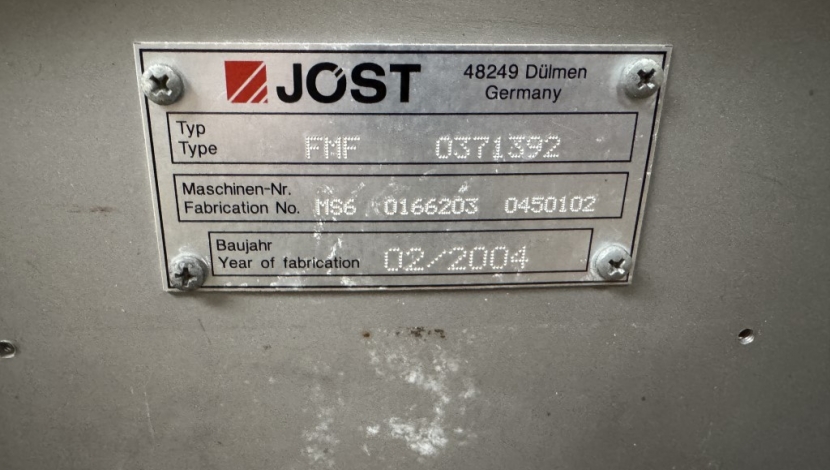 JÖST 48249 Dülmen
Germany
Typ
Type FMF 0371392
Maschinen-Nr.
Fabrication No. MS6 0166203 0450102
Baujahr
Year of fabrication 02/2004